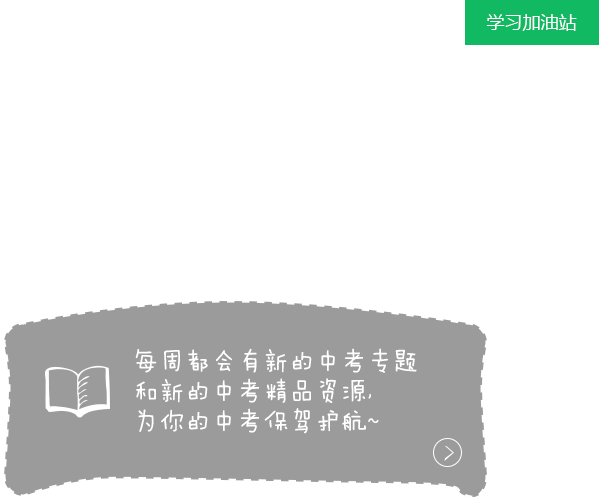 学习加油站
每周都会有新的中考专题
和新的中考精品资源，
为你的中考保驾护航~